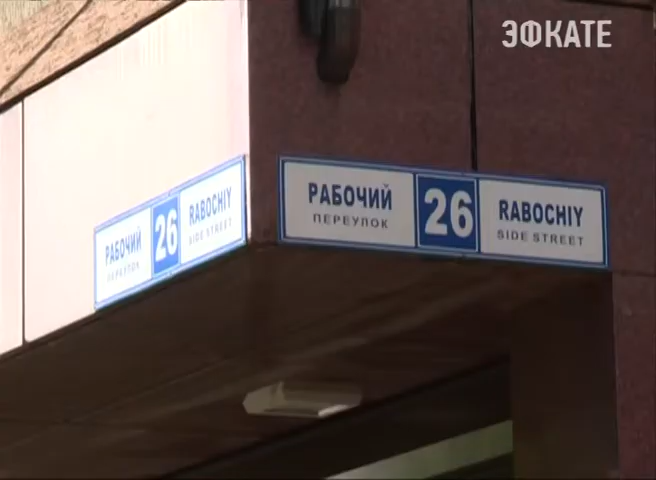 ЭФКАТЕ
РАБОЧИЙ
ПЕРЕУЛОК
26
RABOCHIY
SIDE STREET
РАБОЧИЙ
ПЕРЕУЛОК
26
RABOCHIY
SIDE STREET